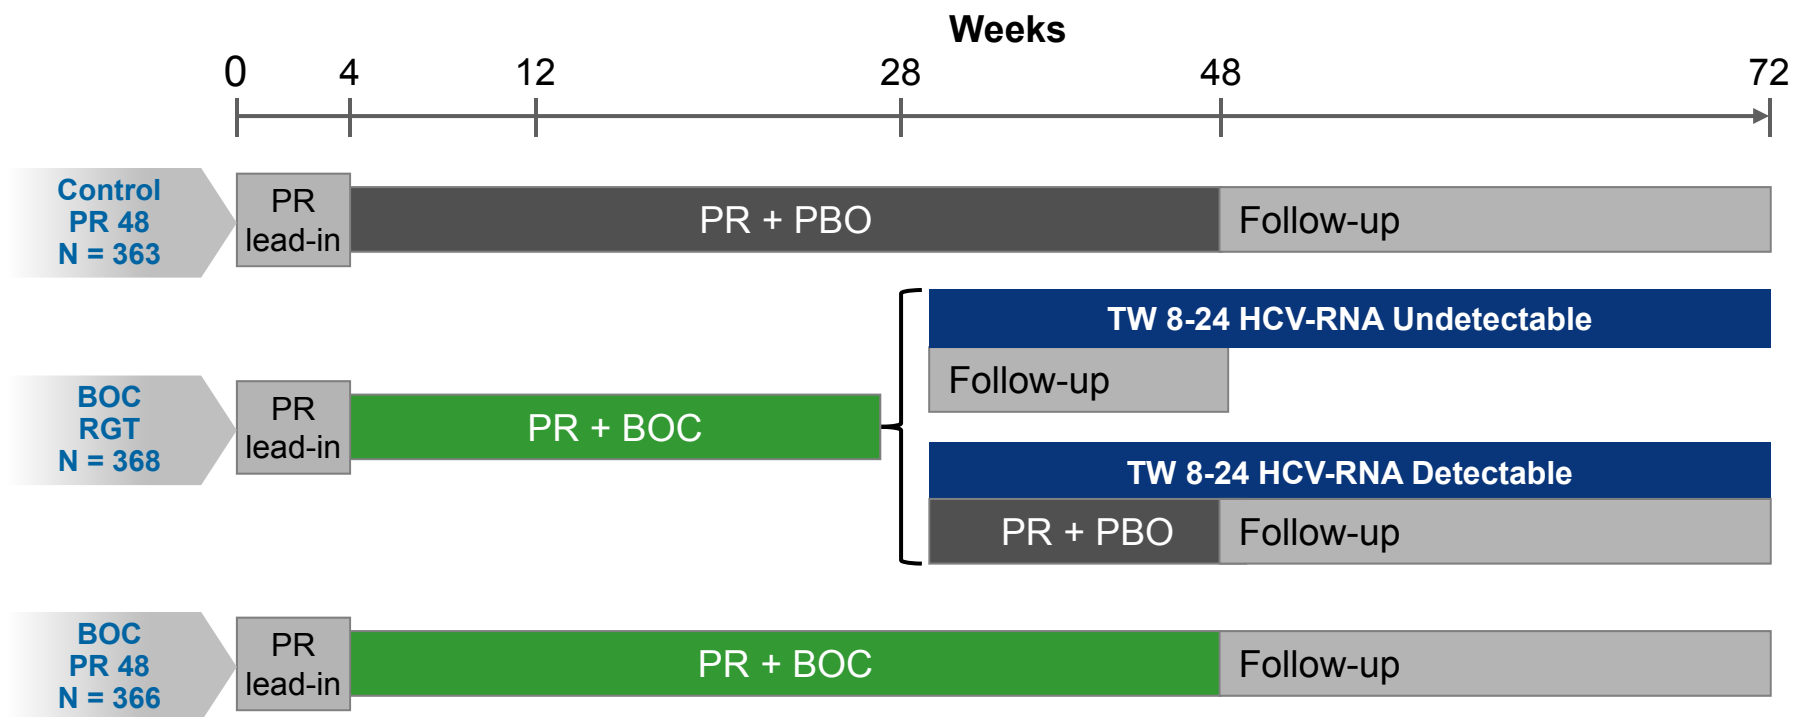 Weeks
0 4 12 28 48 72
Control
PR 48
N = 363
PR
lead-in
PR + PBO
Follow-up
TW 8-24 HCV-RNA Undetectable
Follow-up
BOC
RGT
N = 368
PR
lead-in
PR + BOC
TW 8-24 HCV-RNA Detectable
PR + PBO
Follow-up
BOC
PR 48
N = 366
PR
lead-in
PR + BOC
Follow-up